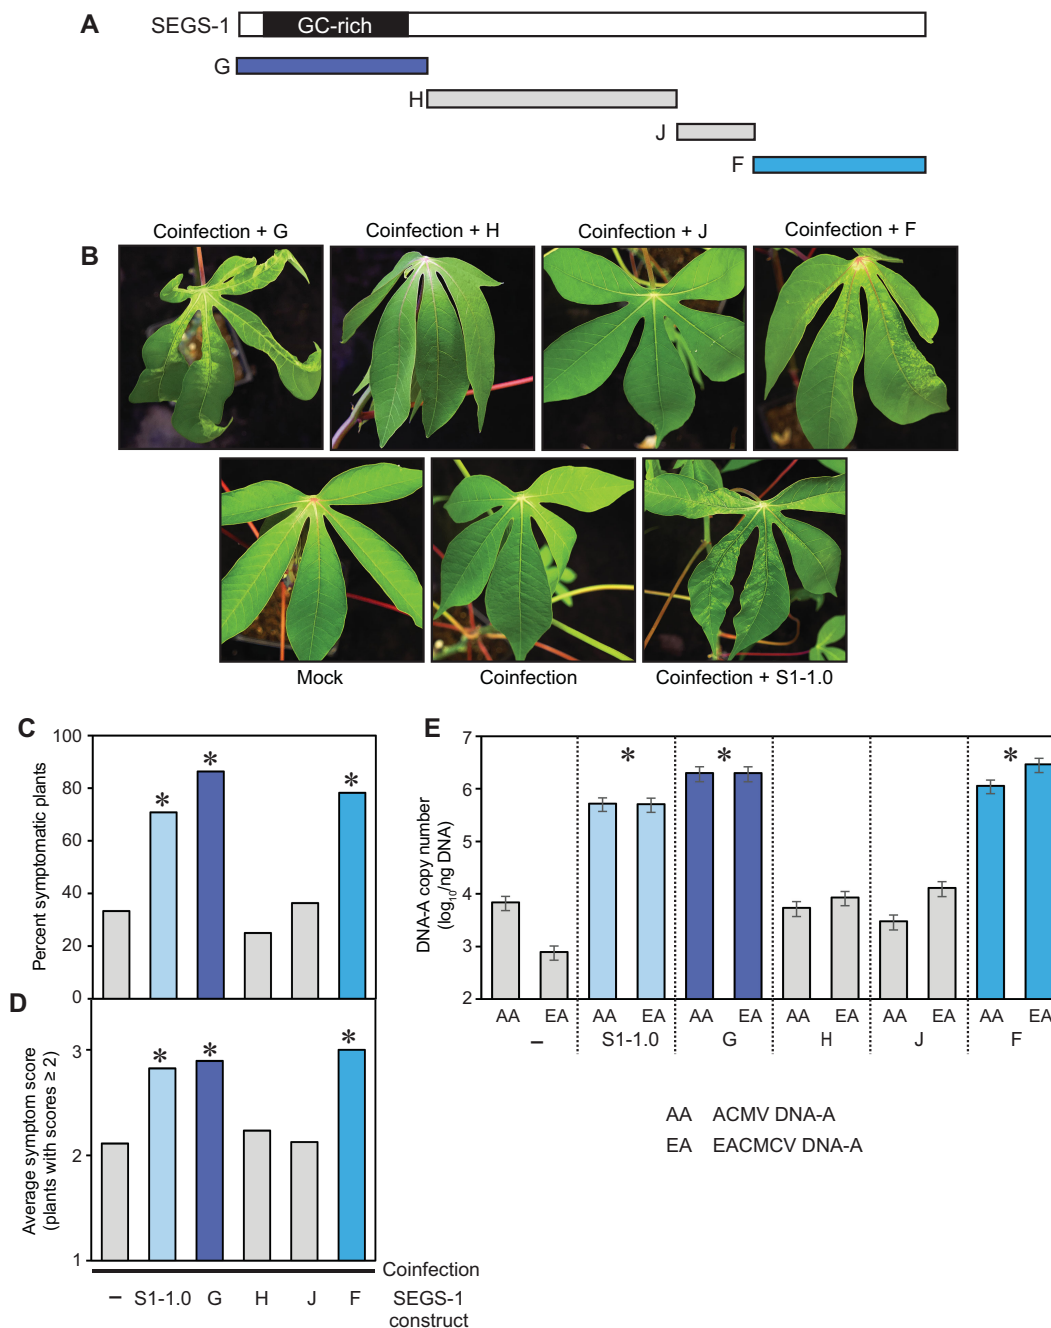 A
SEGS-1
GC-rich
G
H
J
F
B
Coinfection + G
Coinfection + H
Coinfection + J
Coinfection + F
Mock
Coinfection
Coinfection + S1-1.0
C
Percent symptomatic plants
100
80
60
40
20
0
*
*
*
D
Average symptom score
(plants with scores ≥ 2)
3
2
1
*
*
*
Coinfection
– S1-1.0 G H J F
SEGS-1
construct
E
DNA-A copy number
(log10/ng DNA)
7
6
5
4
3
2
*
*
*
AA EA AA EA AA EA AA EA AA EA AA EA
– S1-1.0 G H J F
AA ACMV DNA-A
EA EACMCV DNA-A